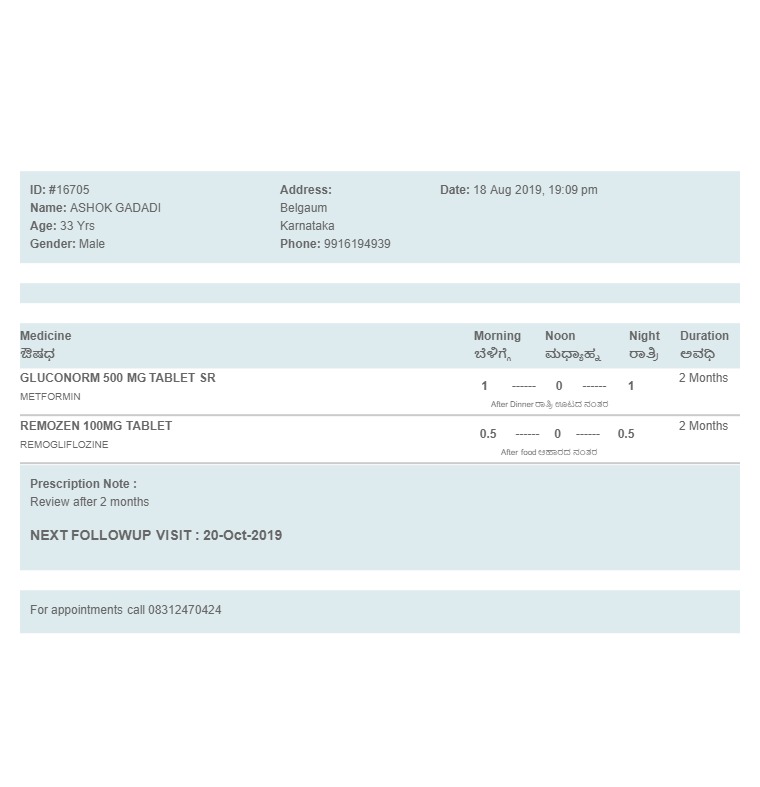 ID: #16705
Name: ASHOK GADADI
Age: 33 Yrs
Gender: Male
Address:
Belgaum
Karnataka
Phone: 9916194939
Date: 18 Aug 2019, 19:09 pm
Medicine Morning Noon Night Duration
ಔಷಧ ಬೆಳಿಗ್ಗೆ ಮಧ್ಯಾಹ್ನ ರಾತ್ರಿ ಅವಧಿ
GLUCONORM 500 MG TABLET SR 1 ------ 0 ------ 1 2 Months
METFORMIN
After Dinner ರಾತ್ರಿ ಊಟದ ನಂತರ
REMOZEN 100MG TABLET 0.5 ------ 0 ------ 0.5 2 Months
REMOGLIFLOZINE
After food ಆಹಾರದ ನಂತರ
Prescription Note :
Review after 2 months
NEXT FOLLOWUP VISIT : 20-Oct-2019
For appointments call 08312470424